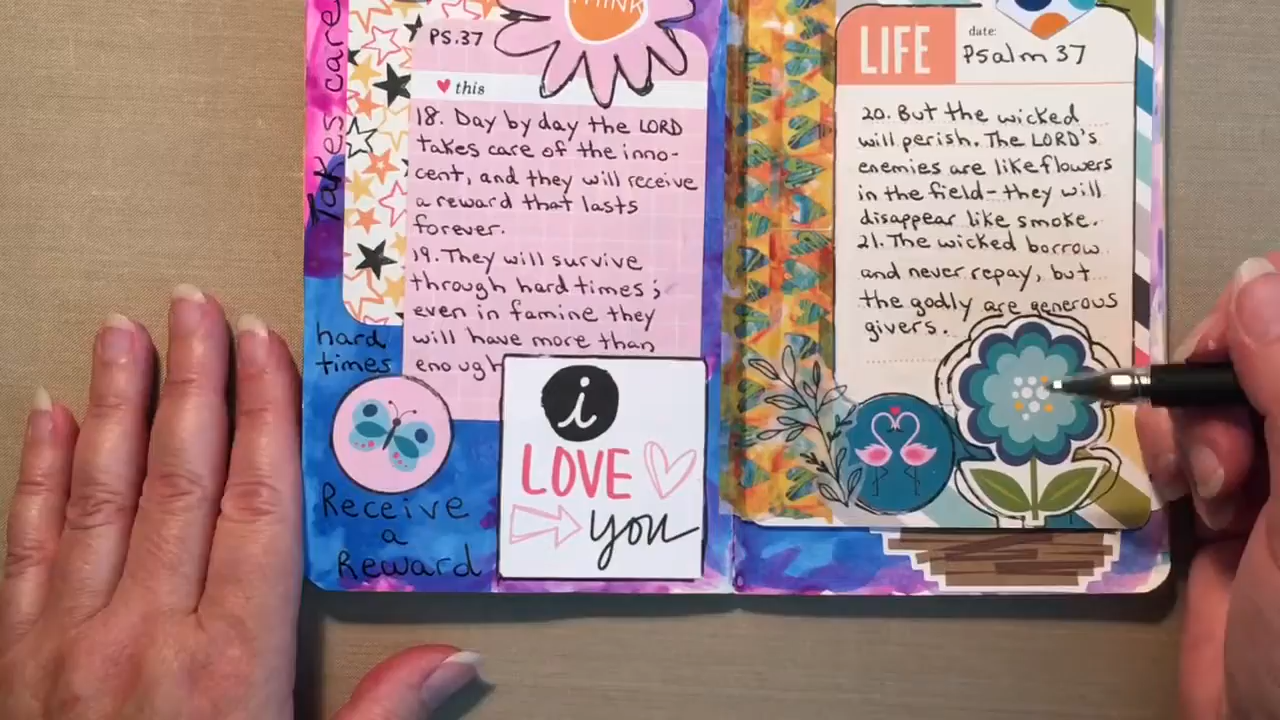 Takes care
THINK
PS.37
this
18. Day by day the LORD
takes care of the inno-
cent, and they will receive
a reward that lasts
forever.
19. They will survive
through hard times;
even in famine they
will have more than
enough
hard
times
Receive
a
Reward
i
LOVE
you
LIFE
date:
Psalm 37
20. But the wicked
will perish. The LORD'S
enemies are like flowers
in the field - they will
disappear like smoke.
21. The wicked borrow
and never repay, but
the godly are generous
givers.